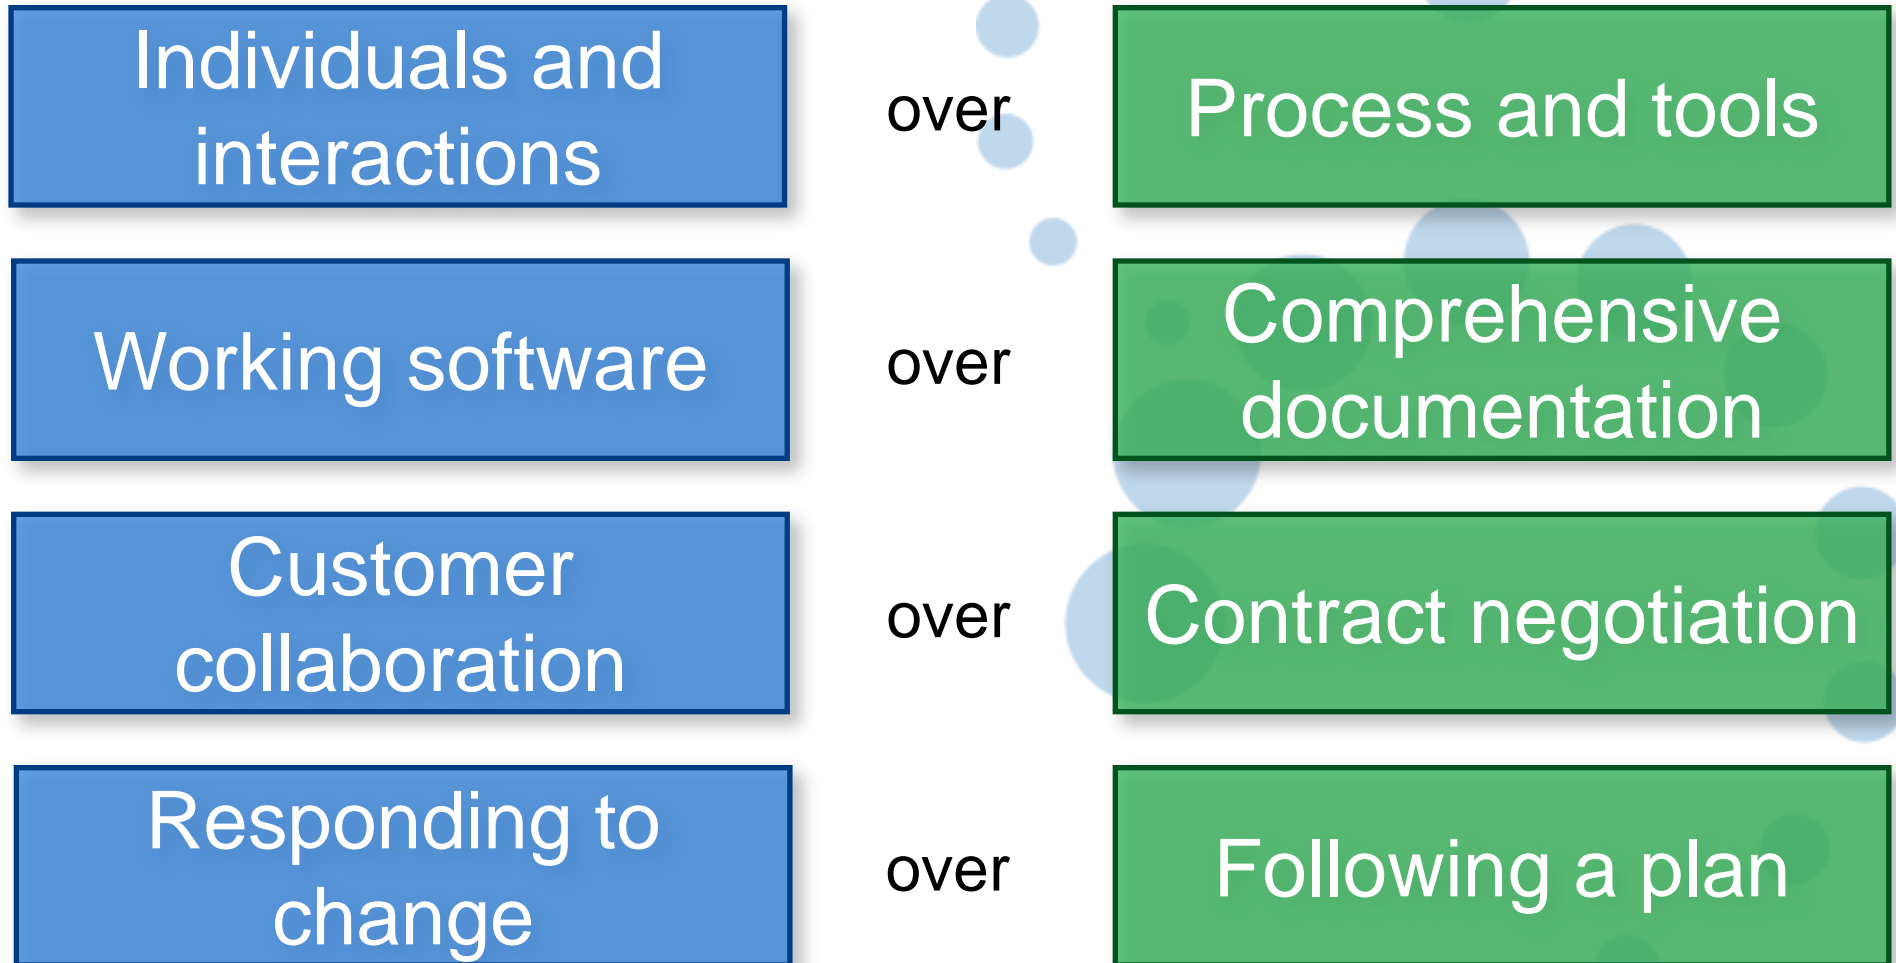 Individuals and
interactions
over
Process and tools
Working software
over
Comprehensive
documentation
Customer
collaboration
over
Contract negotiation
Responding to
change
over
Following a plan